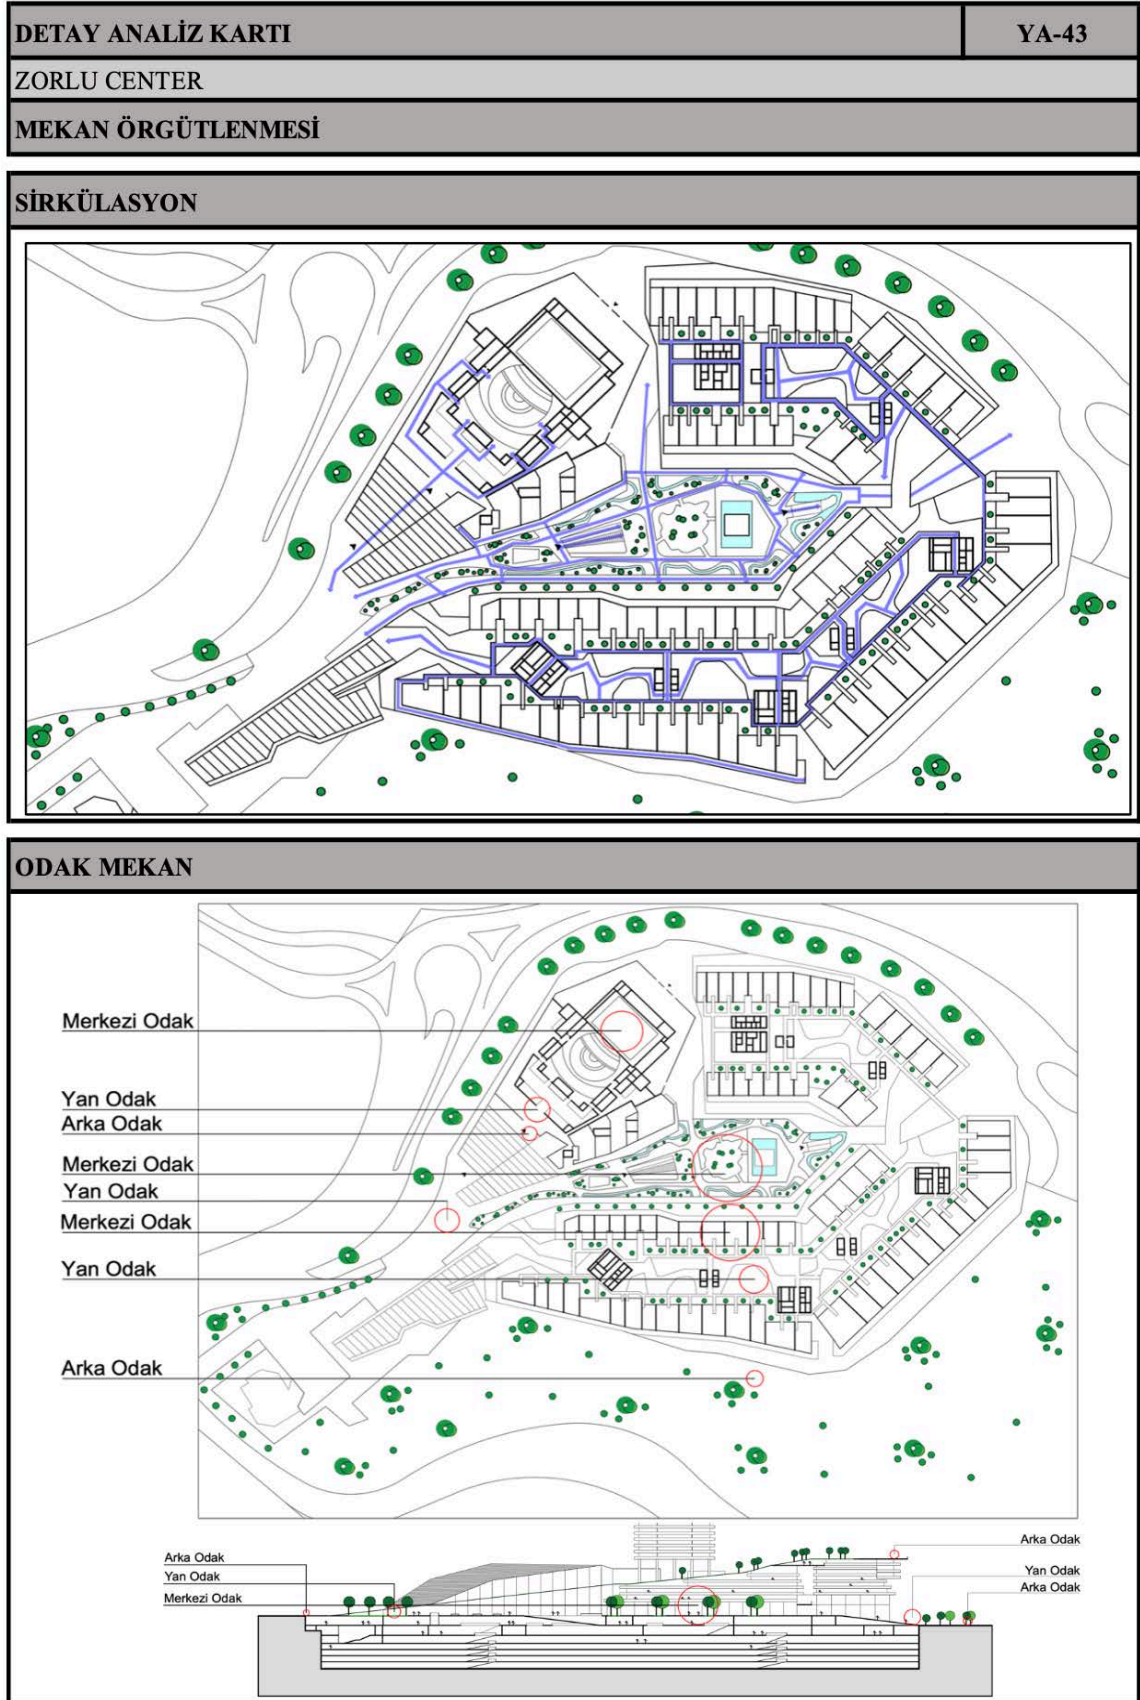 DETAY ANALİZ KARTI
YA-43
ZORLU CENTER
MEKAN ÖRGÜTLENMESİ
SİRKÜLASYON
ODAK MEKAN
Merkezi Odak
Yan Odak
Arka Odak
Merkezi Odak
Yan Odak
Merkezi Odak
Yan Odak
Arka Odak
Arka Odak
Yan Odak
Merkezi Odak
Arka Odak
Yan Odak
Arka Odak